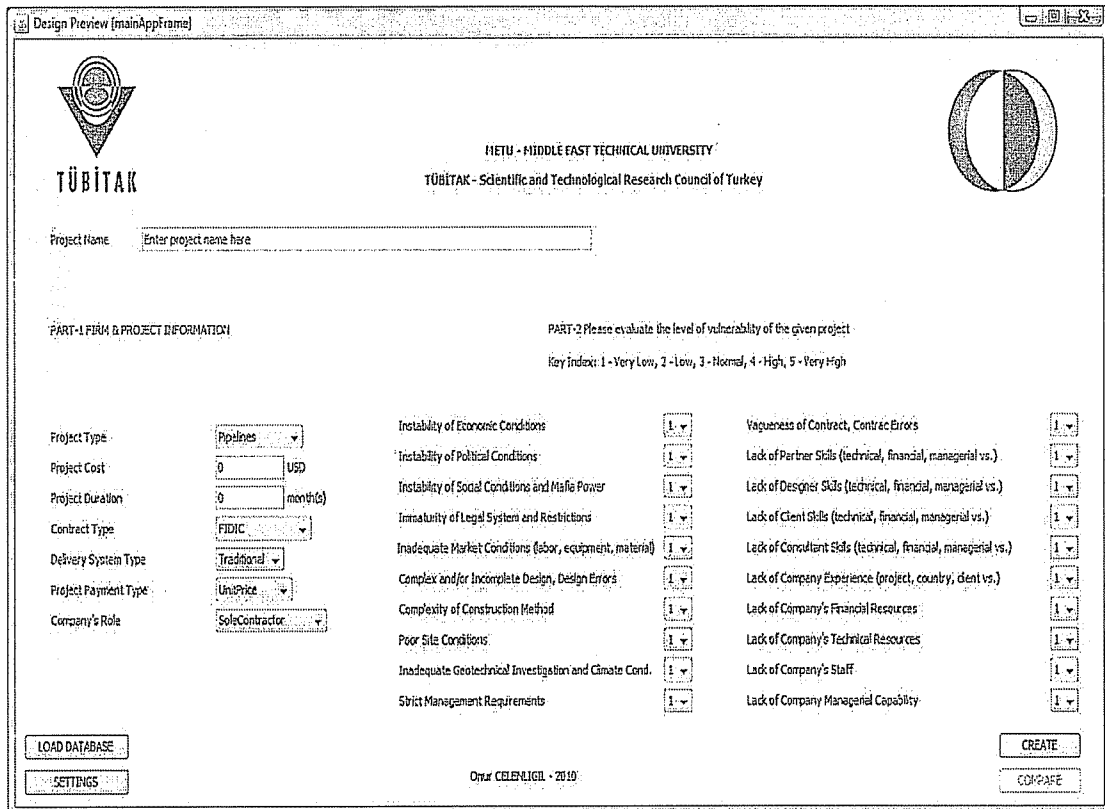 Design Preview [mainAppFrame]
TÜBİTAK
METU - MIDDLE EAST TECHNICAL UNIVERSITY
TÜBİTAK - Scientific and Technological Research Council of Turkey
Project Name
Enter project name here
PART-1 FIRM & PROJECT INFORMATION
PART-2 Please evaluate the level of vulnerability of the given project
Key Index: 1 - Very Low, 2 - Low, 3 - Normal, 4 - High, 5 - Very High
Project Type Pipelines
Project Cost 0 USD
Project Duration 0 month(s)
Contract Type FIDIC
Delivery System Type Traditional
Project Payment Type UnitPrice
Company's Role SoleContractor
Instability of Economic Conditions 1
Instability of Political Conditions 1
Instability of Social Conditions and Mafia Power 1
Immaturity of Legal System and Restrictions 1
Inadequate Market Conditions (labor, equipment, material) 1
Complex and/or Incomplete Design, Design Errors 1
Complexity of Construction Method 1
Poor Site Conditions 1
Inadequate Geotechnical Investigation and Climate Cond. 1
Strict Management Requirements 1
Vagueness of Contract, Contrac Errors 1
Lack of Partner Skills (technical, financial, managerial vs.) 1
Lack of Designer Skills (technical, financial, managerial vs.) 1
Lack of Client Skills (technical, financial, managerial vs.) 1
Lack of Consultant Skills (technical, financial, managerial vs.) 1
Lack of Company Experience (project, country, client vs.) 1
Lack of Company's Financial Resources 1
Lack of Company's Technical Resources 1
Lack of Company's Staff 1
Lack of Company Managerial Capability 1
LOAD DATABASE
SETTINGS
Onur CELENLIGIL - 2010
CREATE
COMPARE